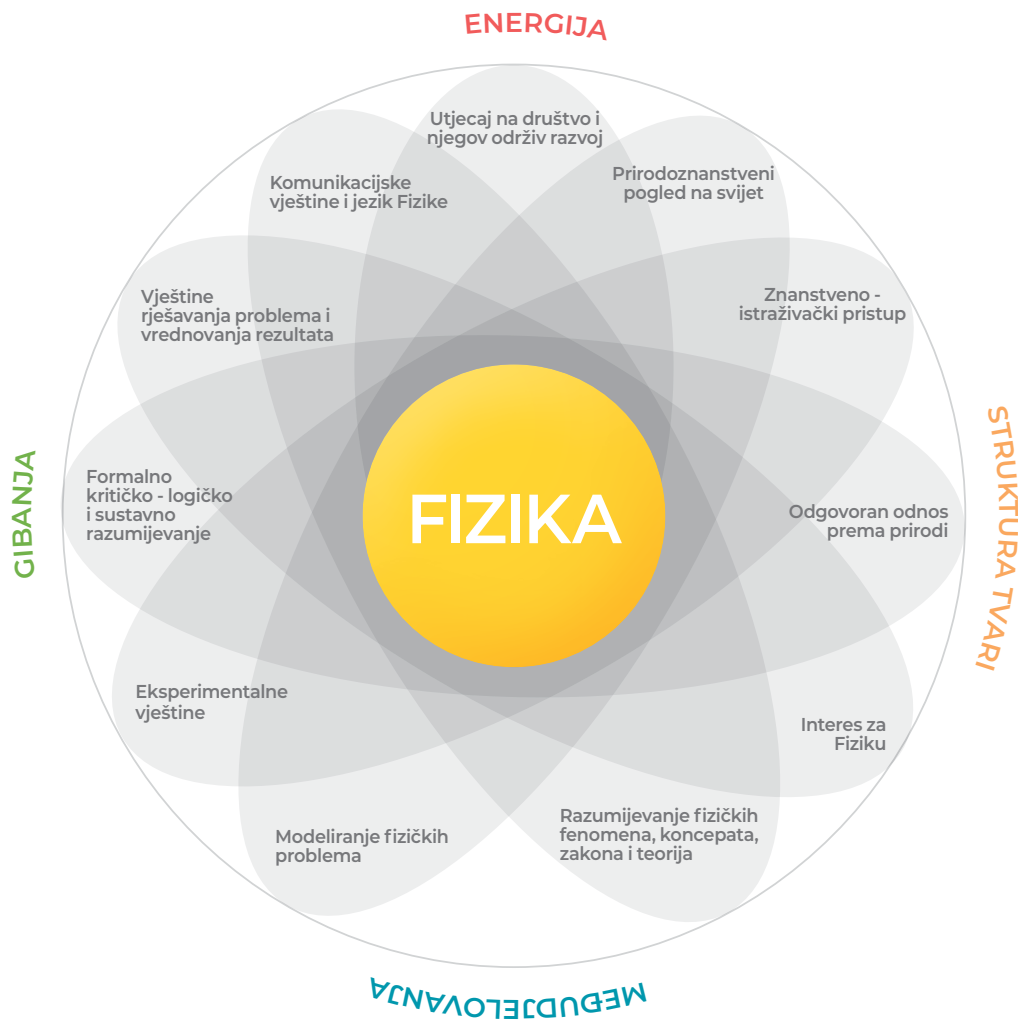 ENERGIJA
Utjecaj na društvo i
njegov održiv razvoj
Prirodoznanstveni
pogled na svijet
Znanstveno -
istraživački pristup
STRUKTURA TVARI
Odgovoran odnos
prema prirodi
Interes za
Fiziku
Razumijevanje fizičkih
fenomena, koncepata,
zakona i teorija
MEĐUDJELOVANJA
Modeliranje fizičkih
problema
Eksperimentalne
vještine
GIBANJA
Formalno
kritičko - logičko
i sustavno
razumijevanje
Vještine
rješavanja problema i
vrednovanja rezultata
Komunikacijske
vještine i jezik Fizike
FIZIKA